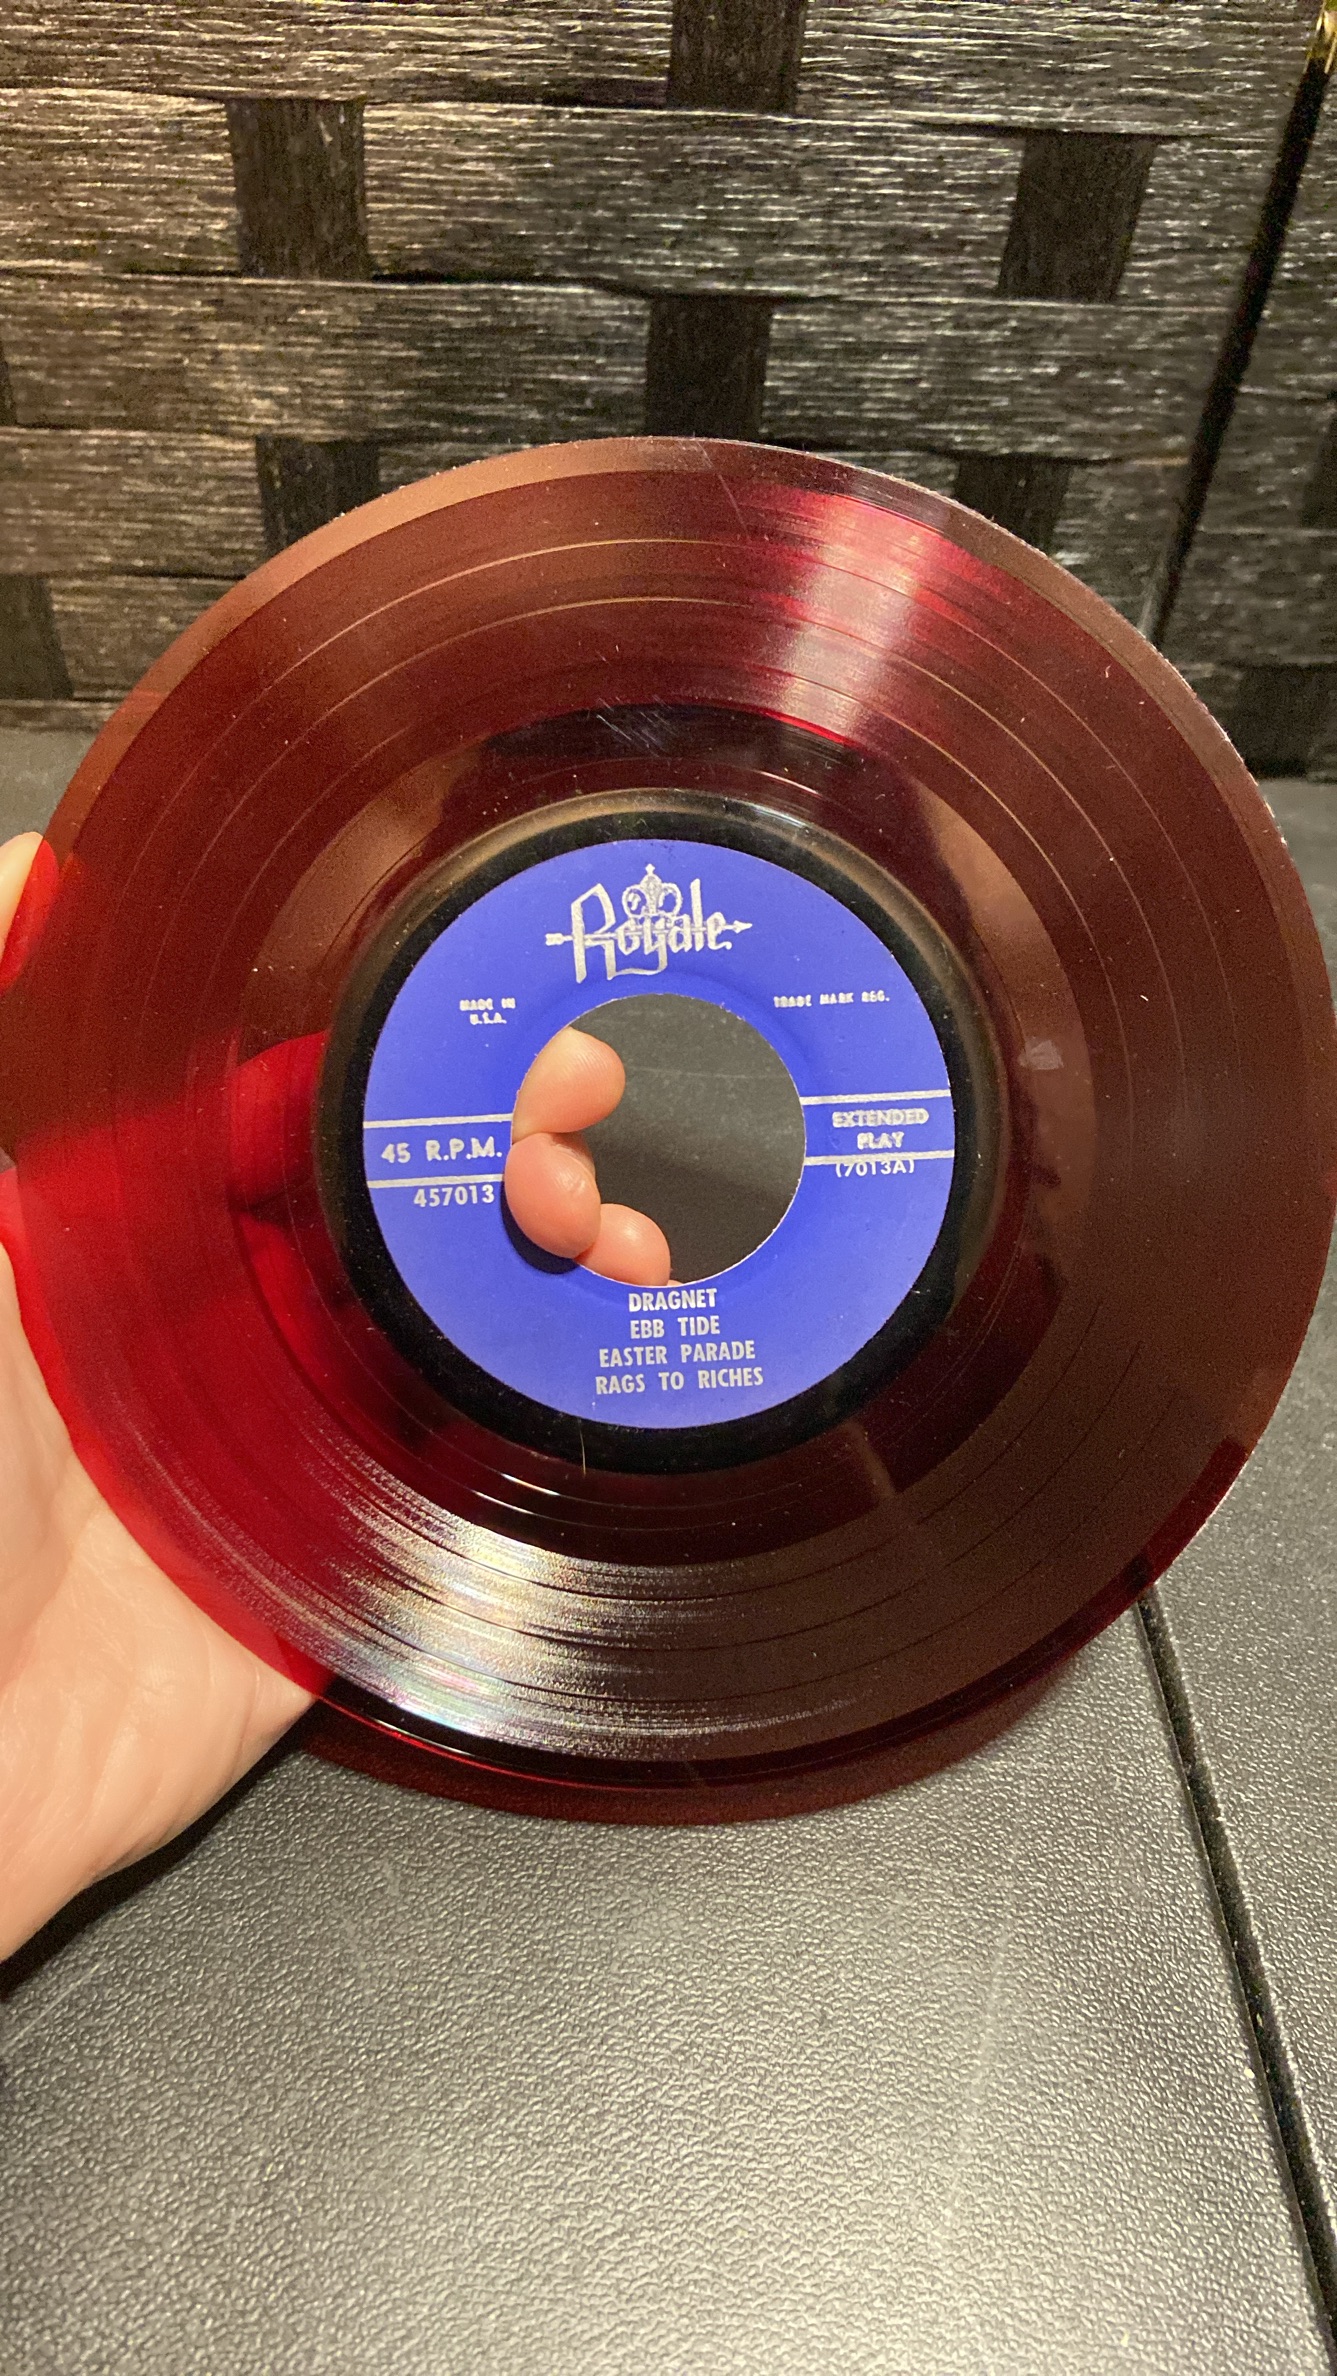 Royale
MADE IN
U.S.A.
TRADE MARK REG.
45 R.P.M.
457013
EXTENDED
PLAY
(7013A)
DRAGNET
EBB TIDE
EASTER PARADE
RAGS TO RICHES